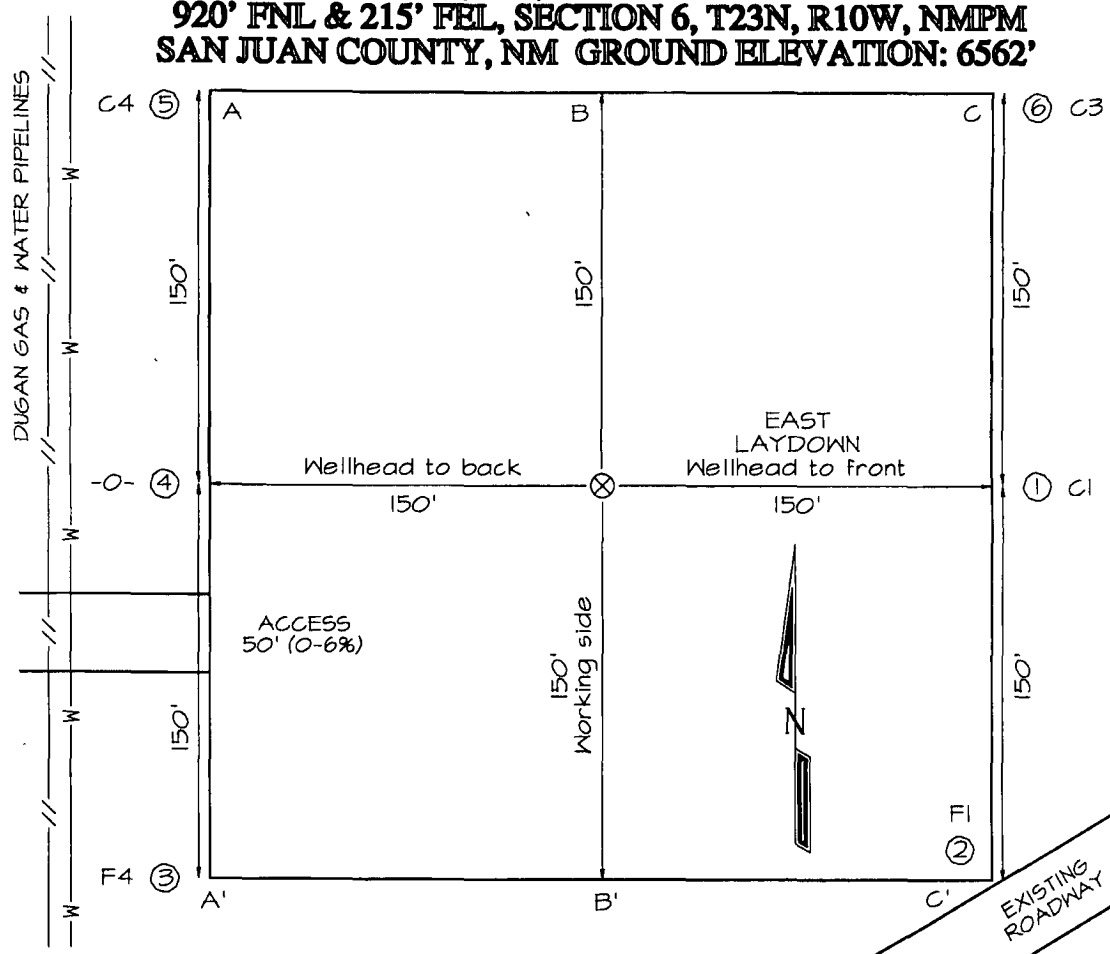 920' FNL & 215' FEL, SECTION 6, T23N, R10W, NMPM
SAN JUAN COUNTY, NM GROUND ELEVATION: 6562'
DUGAN GAS & WATER PIPELINES
C4 ⑤
A
B
C
⑥ C3
M
150'
150'
150'
M
EAST
LAYDOWN
Wellhead to back
Wellhead to front
-0- ④
150'
150'
① C1
M
ACCESS
50' (0-6%)
150'
150'
Working side
150'
N
M
F1
②
F4 ③
A'
B'
C'
M
EXISTING
ROADWAY